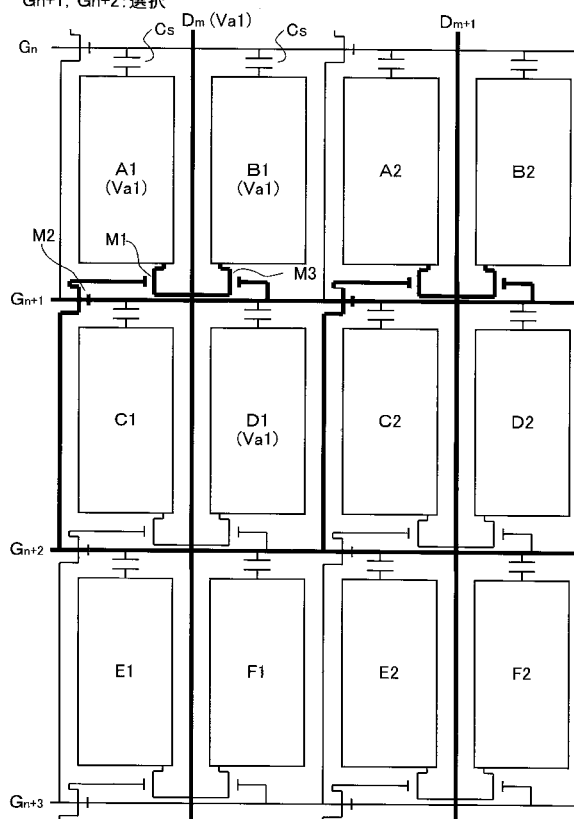 Gn+1, Gn+2:選択
Dm (Va1)
Dm+1
Cs
Cs
Gn
A1
(Va1)
B1
(Va1)
A2
B2
M2
M1
M3
Gn+1
C1
D1
(Va1)
C2
D2
Gn+2
E1
F1
E2
F2
Gn+3